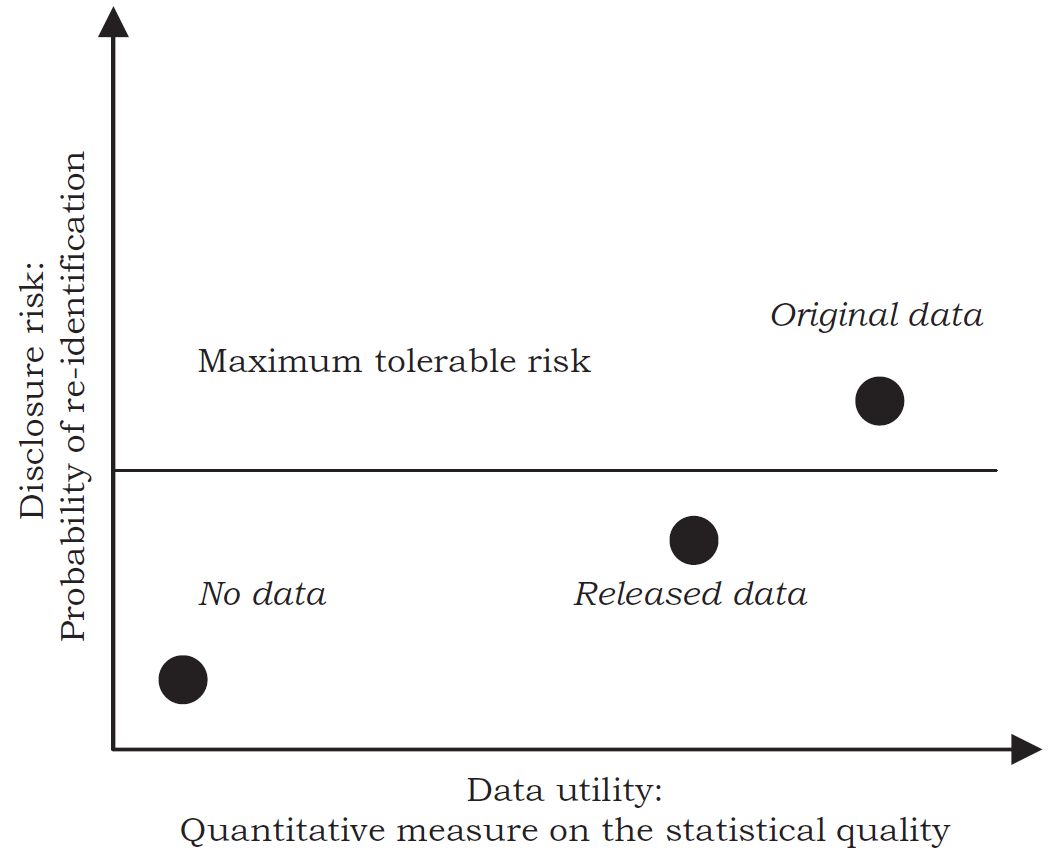 Disclosure risk:
Probability of re-identification
Original data
Maximum tolerable risk
No data
Released data
Data utility:
Quantitative measure on the statistical quality